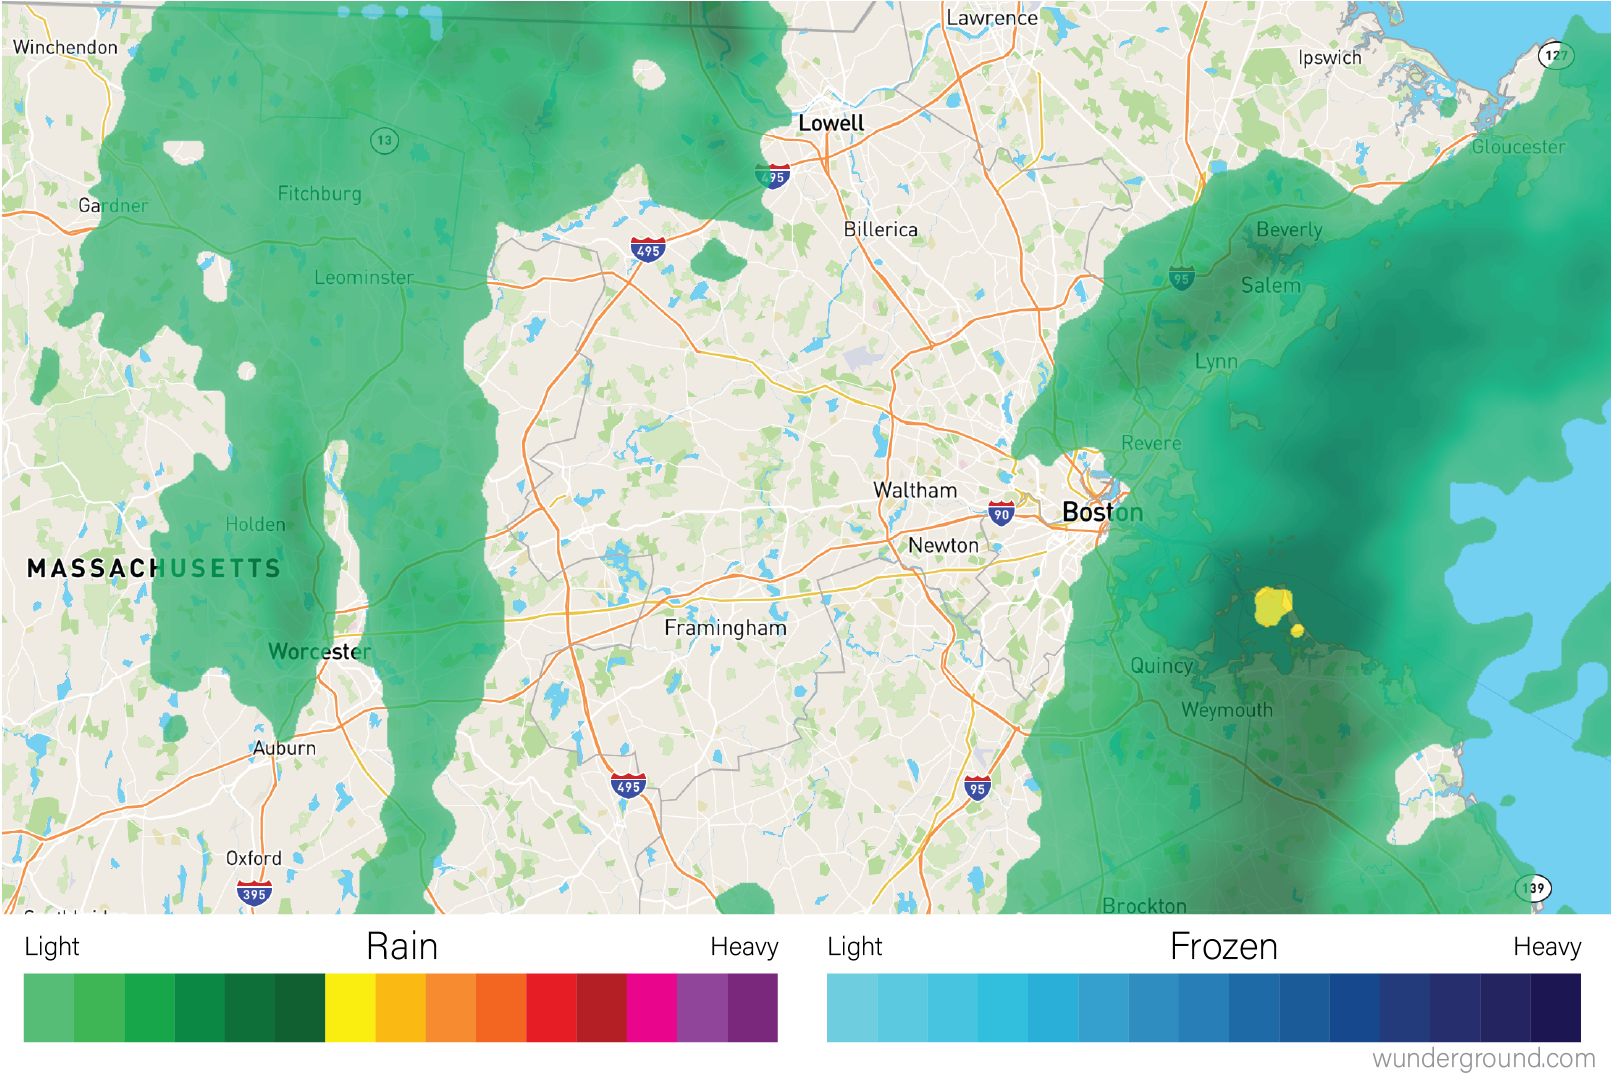 Lawrence
Winchendon
Ipswich
127
Lowell
13
Gloucester
495
Fitchburg
Gardner
Billerica
Beverly
495
Leominster
95
Salem
Lynn
Revere
Waltham
Boston
90
Holden
Newton
MASSACHUSETTS
Framingham
Worcester
Quincy
Weymouth
Auburn
495
95
Oxford
395
139
Brockton
Light Rain Heavy
Light Frozen Heavy
wunderground.com